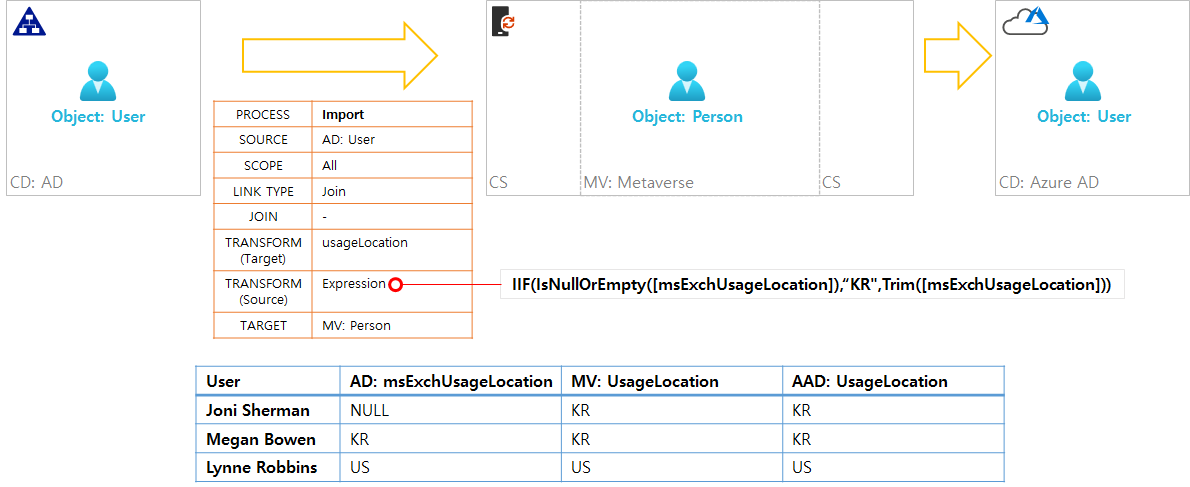 Object: User
CD: AD
Object: Person
CS
MV: Metaverse
CS
Object: User
CD: Azure AD
PROCESS Import
SOURCE AD: User
SCOPE All
LINK TYPE Join
JOIN -
TRANSFORM (Target) usageLocation
TRANSFORM (Source) Expression
TARGET MV: Person
IIF(IsNullOrEmpty([msExchUsageLocation]),“KR",Trim([msExchUsageLocation]))
User AD: msExchUsageLocation MV: UsageLocation AAD: UsageLocation
Joni Sherman NULL KR KR
Megan Bowen KR KR KR
Lynne Robbins US US US